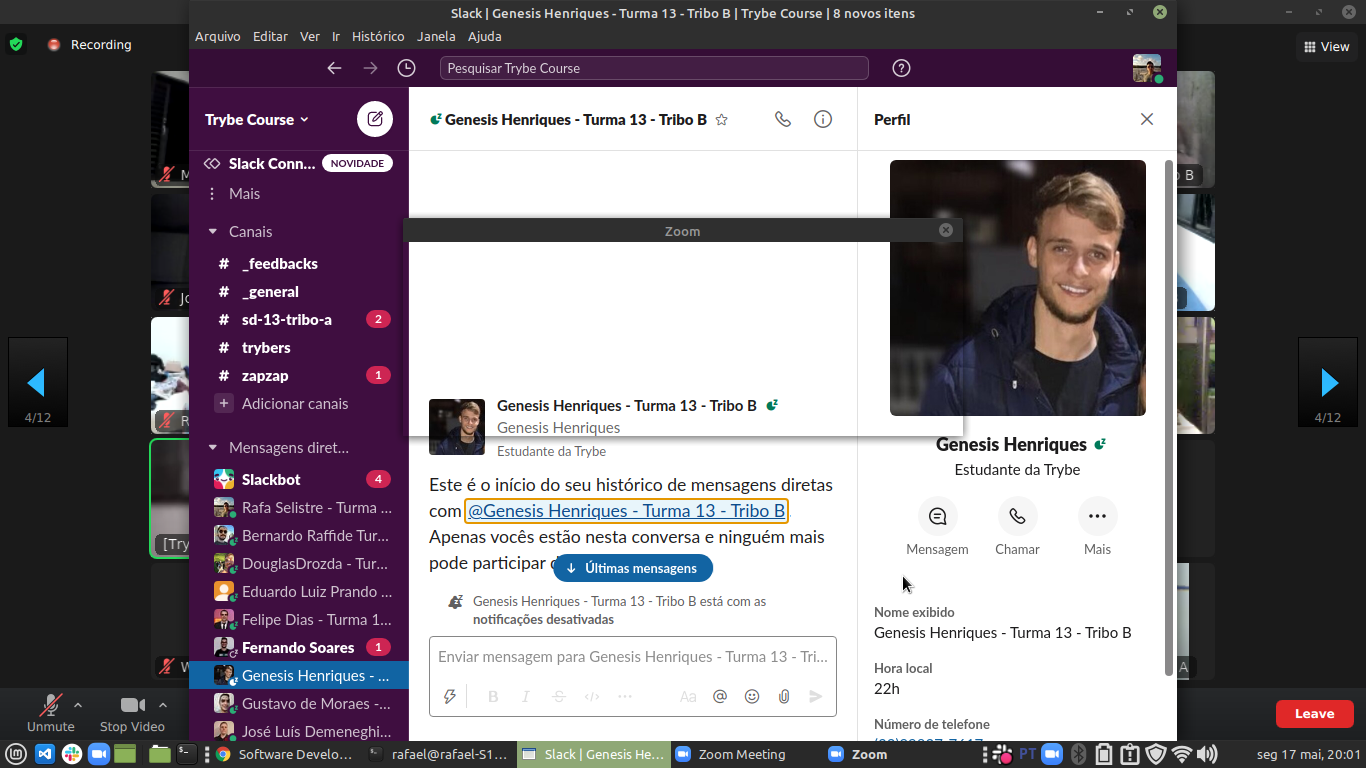 Slack | Genesis Henriques - Turma 13 - Tribo B | Trybe Course | 8 novos itens
Arquivo Editar Ver Ir Histórico Janela Ajuda
Recording
View
Pesquisar Trybe Course
Trybe Course
Slack Conn... NOVIDADE
Mais
Canais
# _feedbacks
# _general
# sd-13-tribo-a 2
# trybers
# zapzap 1
+ Adicionar canais
Mensagens diret...
Slackbot 4
Rafa Selistre - Turma ...
Bernardo Raffide Tur...
DouglasDrozda - Tur...
Eduardo Luiz Prando ...
Felipe Dias - Turma 1...
Fernando Soares 1
Genesis Henriques - ...
Gustavo de Moraes -...
José Luís Demeneghi...
Genesis Henriques - Turma 13 - Tribo B
Zoom
Genesis Henriques - Turma 13 - Tribo B
Genesis Henriques
Estudante da Trybe
Este é o início do seu histórico de mensagens diretas
com @Genesis Henriques - Turma 13 - Tribo B
Apenas vocês estão nesta conversa e ninguém mais
pode participar
Últimas mensagens
Genesis Henriques - Turma 13 - Tribo B está com as
notificações desativadas
Enviar mensagem para Genesis Henriques - Turma 13 - Tri...
Aa
Perfil
Genesis Henriques
Estudante da Trybe
Mensagem Chamar Mais
Nome exibido
Genesis Henriques - Turma 13 - Tribo B
Hora local
22h
Número de telefone
4/12
4/12
[Try
B
A
Unmute Stop Video
Leave
Software Develo... rafael@rafael-S1... Slack | Genesis He... Zoom Meeting Zoom
PT
seg 17 mai, 20:01